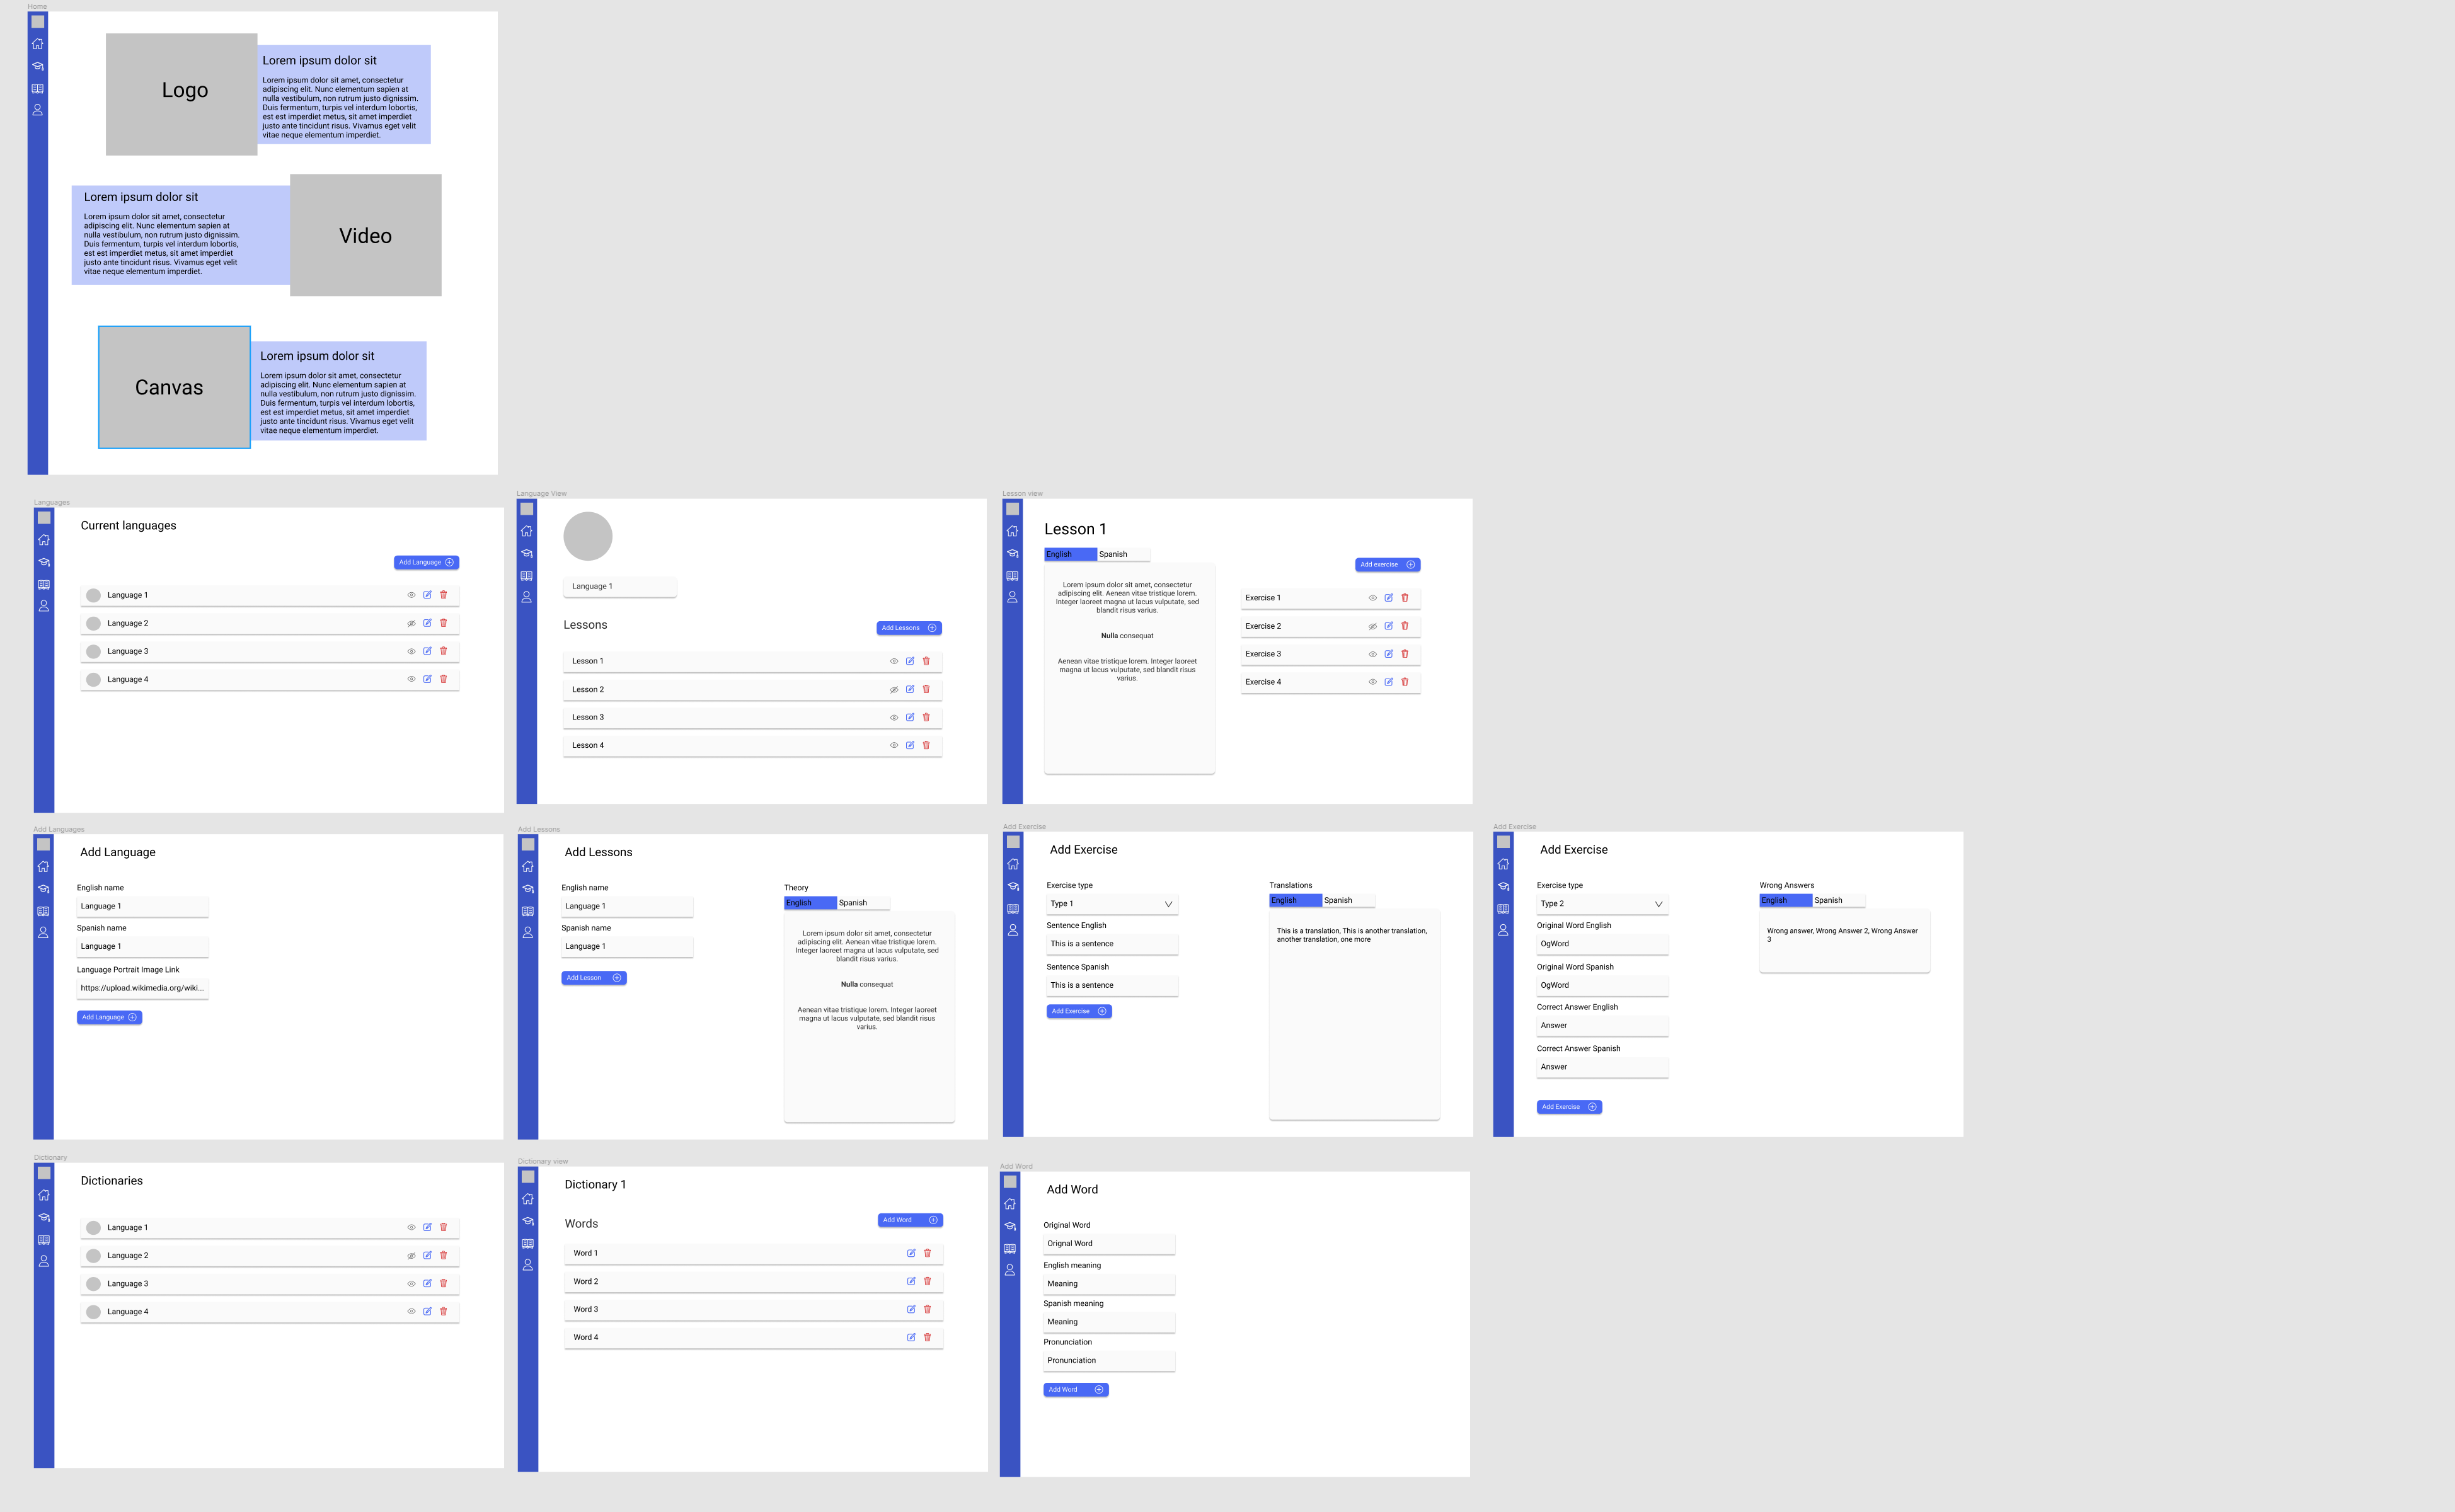 Home
Logo
Lorem ipsum dolor sit
Lorem ipsum dolor sit amet, consectetur
adipiscing elit. Nunc elementum sapien at
nulla vestibulum, non rutrum justo dignissim.
Duis fermentum, turpis vel interdum lobortis,
est est imperdiet metus, sit amet imperdiet
justo ante tincidunt risus. Vivamus eget velit
vitae neque elementum imperdiet.
Lorem ipsum dolor sit
Lorem ipsum dolor sit amet, consectetur
adipiscing elit. Nunc elementum sapien at
nulla vestibulum, non rutrum justo dignissim.
Duis fermentum, turpis vel interdum lobortis,
est est imperdiet metus, sit amet imperdiet
justo ante tincidunt risus. Vivamus eget velit
vitae neque elementum imperdiet.
Video
Canvas
Lorem ipsum dolor sit
Lorem ipsum dolor sit amet, consectetur
adipiscing elit. Nunc elementum sapien at
nulla vestibulum, non rutrum justo dignissim.
Duis fermentum, turpis vel interdum lobortis,
est est imperdiet metus, sit amet imperdiet
justo ante tincidunt risus. Vivamus eget velit
vitae neque elementum imperdiet.
Languages
Current languages
Add Language
Language 1
Language 2
Language 3
Language 4
Language View
Language 1
Lessons
Add Lessons
Lesson 1
Lesson 2
Lesson 3
Lesson 4
Lesson view
Lesson 1
English
Spanish
Lorem ipsum dolor sit amet, consectetur
adipiscing elit. Aenean vitae tristique lorem.
Integer laoreet magna ut lacus vulputate, sed
blandit risus varius.
Nulla consequat
Aenean vitae tristique lorem. Integer laoreet
magna ut lacus vulputate, sed blandit risus
varius.
Add exercise
Exercise 1
Exercise 2
Exercise 3
Exercise 4
Add Languages
Add Language
English name
Language 1
Spanish name
Language 1
Language Portrait Image Link
https://upload.wikimedia.org/wiki...
Add Language
Add Lessons
Add Lessons
English name
Language 1
Spanish name
Language 1
Add Lesson
Theory
English
Spanish
Lorem ipsum dolor sit amet, consectetur
adipiscing elit. Aenean vitae tristique lorem.
Integer laoreet magna ut lacus vulputate, sed
blandit risus varius.
Nulla consequat
Aenean vitae tristique lorem. Integer laoreet
magna ut lacus vulputate, sed blandit risus
varius.
Add Exercise
Add Exercise
Exercise type
Type 1
Sentence English
This is a sentence
Sentence Spanish
This is a sentence
Add Exercise
Translations
English
Spanish
This is a translation, This is another translation,
another translation, one more
Add Exercise
Add Exercise
Exercise type
Type 2
Original Word English
OgWord
Original Word Spanish
OgWord
Correct Answer English
Answer
Correct Answer Spanish
Answer
Add Exercise
Wrong Answers
English
Spanish
Wrong answer, Wrong Answer 2, Wrong Answer
3
Dictionary
Dictionaries
Language 1
Language 2
Language 3
Language 4
Dictionary view
Dictionary 1
Words
Add Word
Word 1
Word 2
Word 3
Word 4
Add Word
Add Word
Original Word
Orignal Word
English meaning
Meaning
Spanish meaning
Meaning
Pronunciation
Pronunciation
Add Word